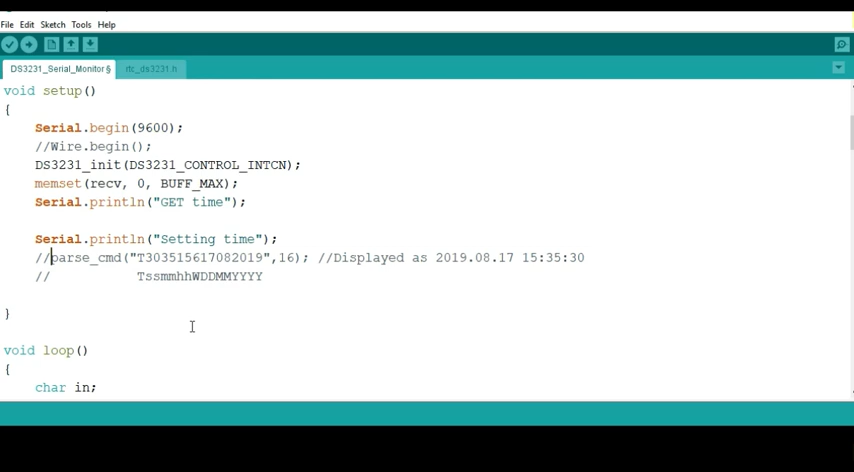 File Edit Sketch Tools Help
DS3231_Serial_Monitor § rtc_ds3231.h
void setup()
{
Serial.begin(9600);
//Wire.begin();
DS3231_init(DS3231_CONTROL_INTCN);
memset(recv, 0, BUFF_MAX);
Serial.println("GET time");
Serial.println("Setting time");
//parse_cmd("T303515617082019",16); //Displayed as 2019.08.17 15:35:30
// TssmmhhWDDMMYYYY
}
void loop()
{
char in;